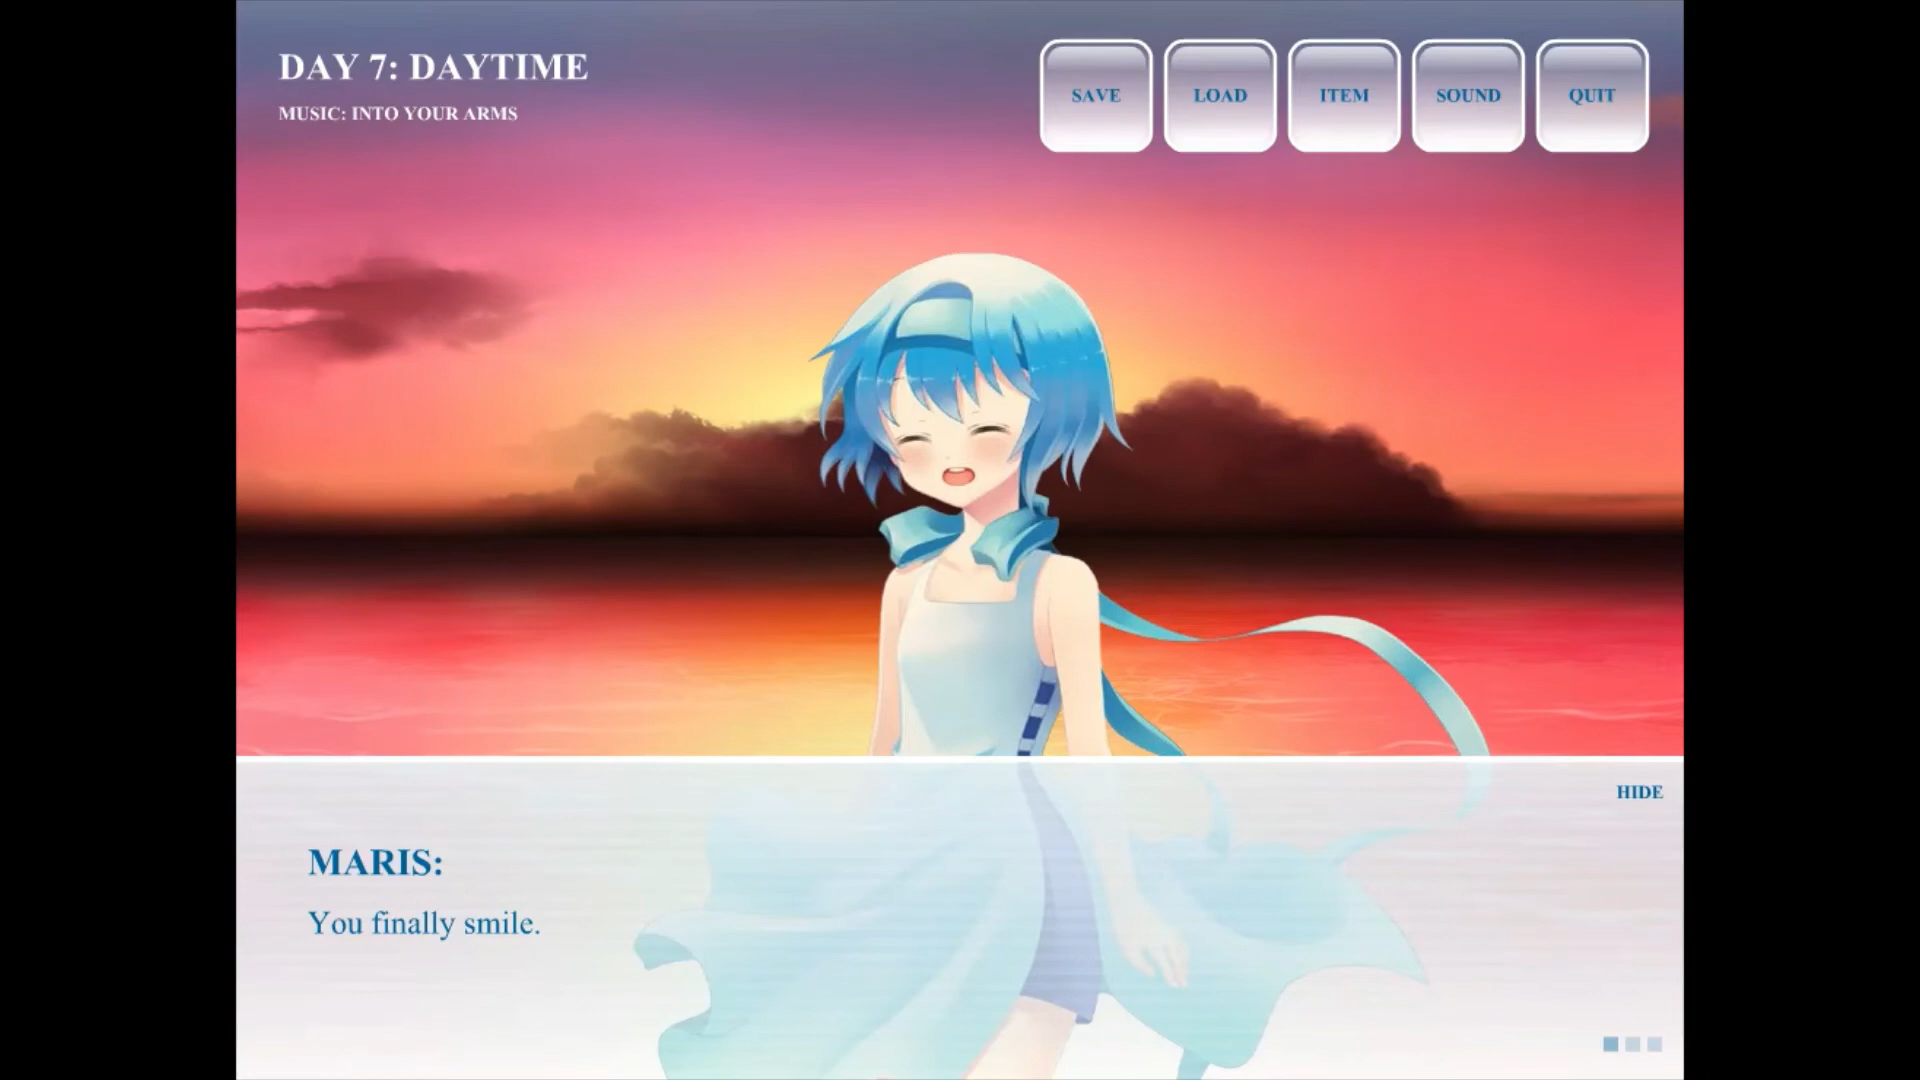 DAY 7: DAYTIME
MUSIC: INTO YOUR ARMS
SAVE
LOAD
ITEM
SOUND
QUIT
HIDE
MARIS:
You finally smile.